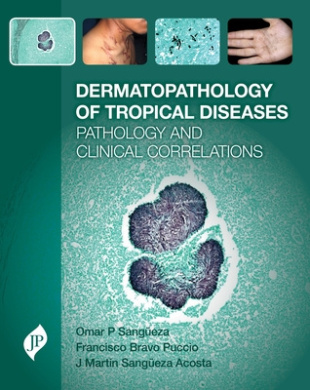 DERMATOPATHOLOGY
OF TROPICAL DISEASES
PATHOLOGY AND
CLINICAL CORRELATIONS
Omar P Sangüeza
Francisco Bravo Puccio
J Martin Sangüeza Acosta
JP